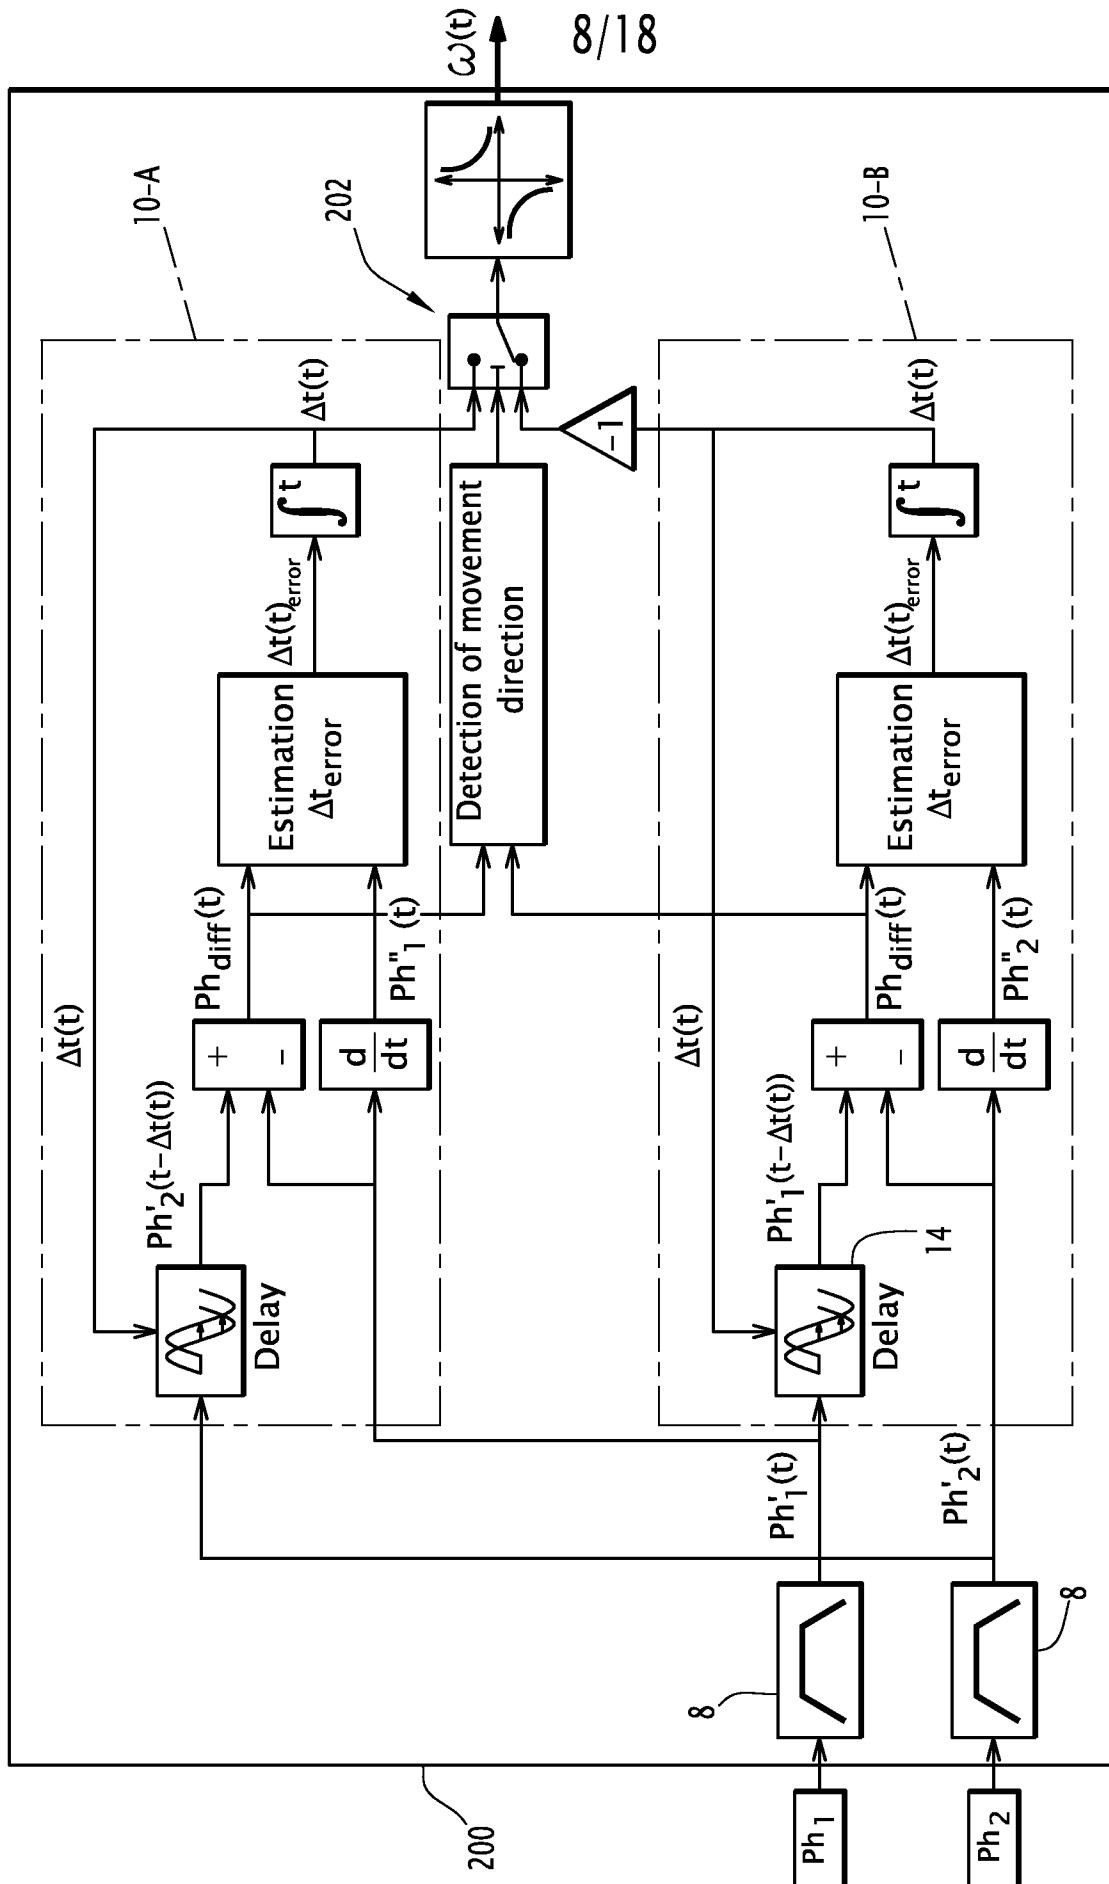 8/18
ω(t)
10-A
202
10-B
Δt(t)
Δt(t)
∫t
-1
∫t
Δt(t)error
Δt(t)error
Estimation
Δterror
Detection of movement
direction
Estimation
Δterror
Phdiff(t)
Ph"1(t)
Phdiff(t)
Ph"2(t)
Δt(t)
+
-
d
dt
Δt(t)
+
-
d
dt
Ph'2(t-Δt(t))
Ph'1(t-Δt(t))
14
Delay
Delay
Ph'1(t)
Ph'2(t)
8
8
200
Ph1
Ph2